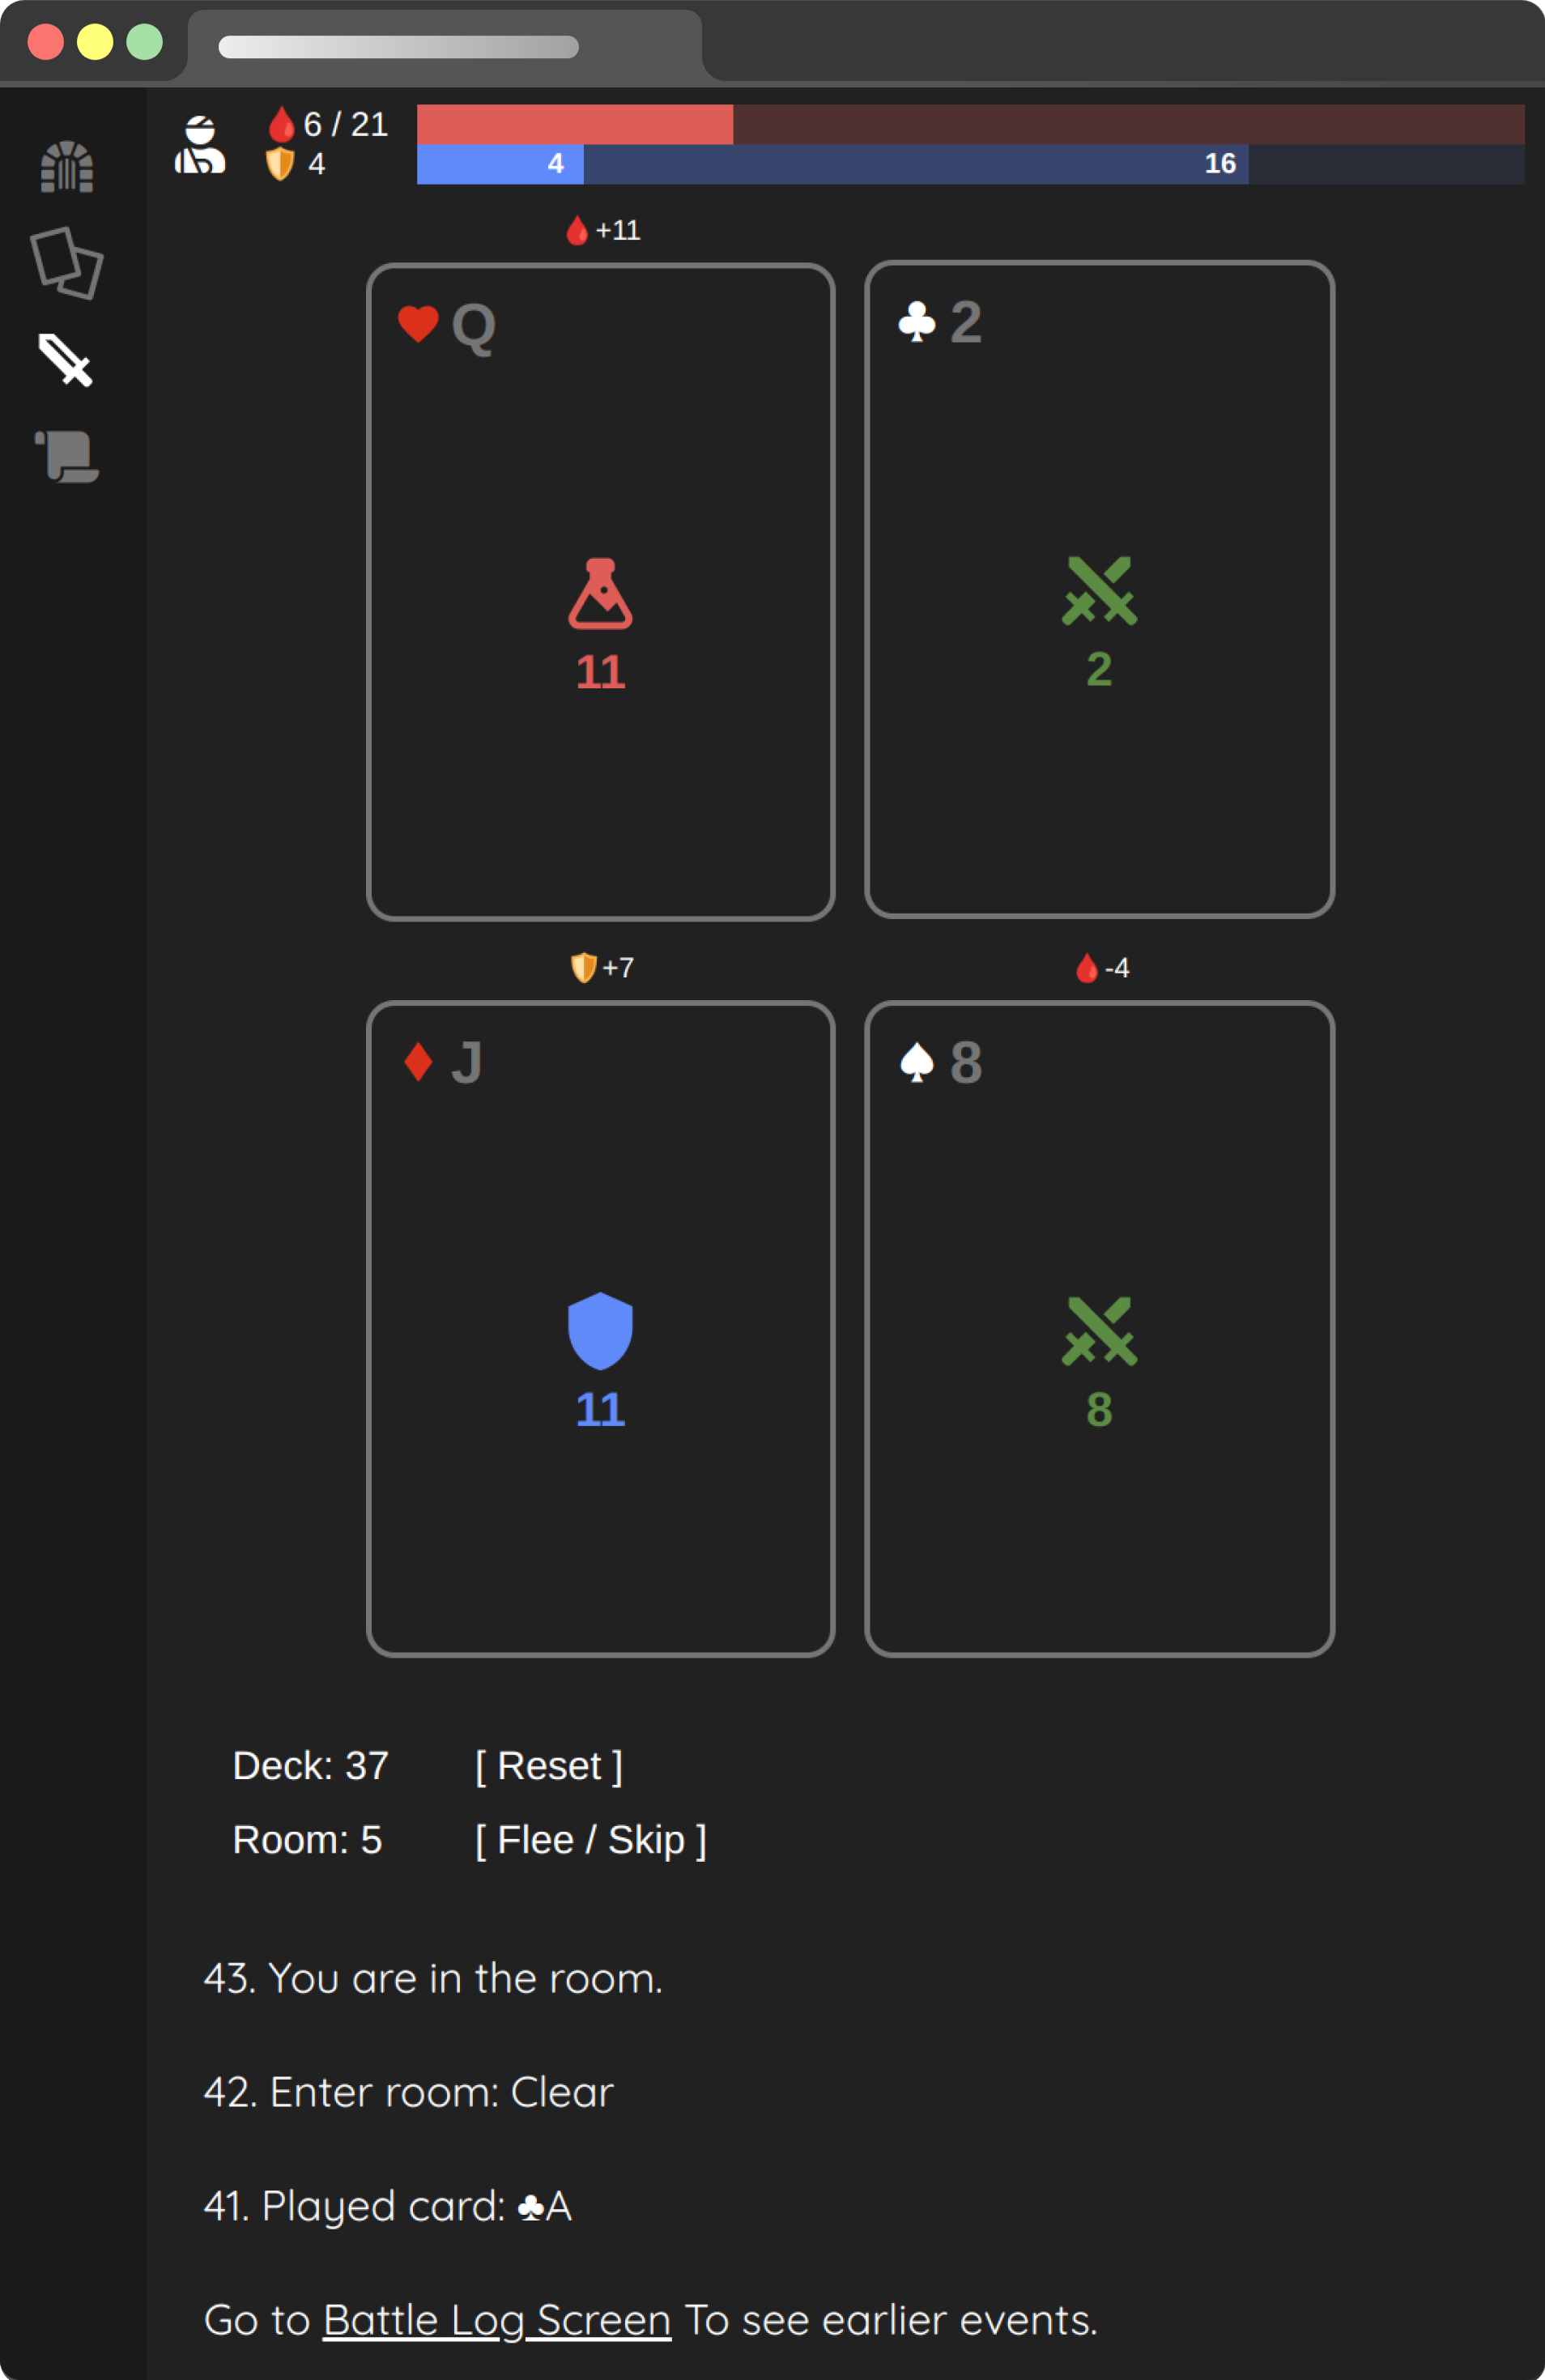 6 / 21
4
4
16
+11
Q
2
11
2
+7
-4
J
8
11
8
Deck: 37 [ Reset ]
Room: 5 [ Flee / Skip ]
43. You are in the room.
42. Enter room: Clear
41. Played card: ♣A
Go to Battle Log Screen To see earlier events.